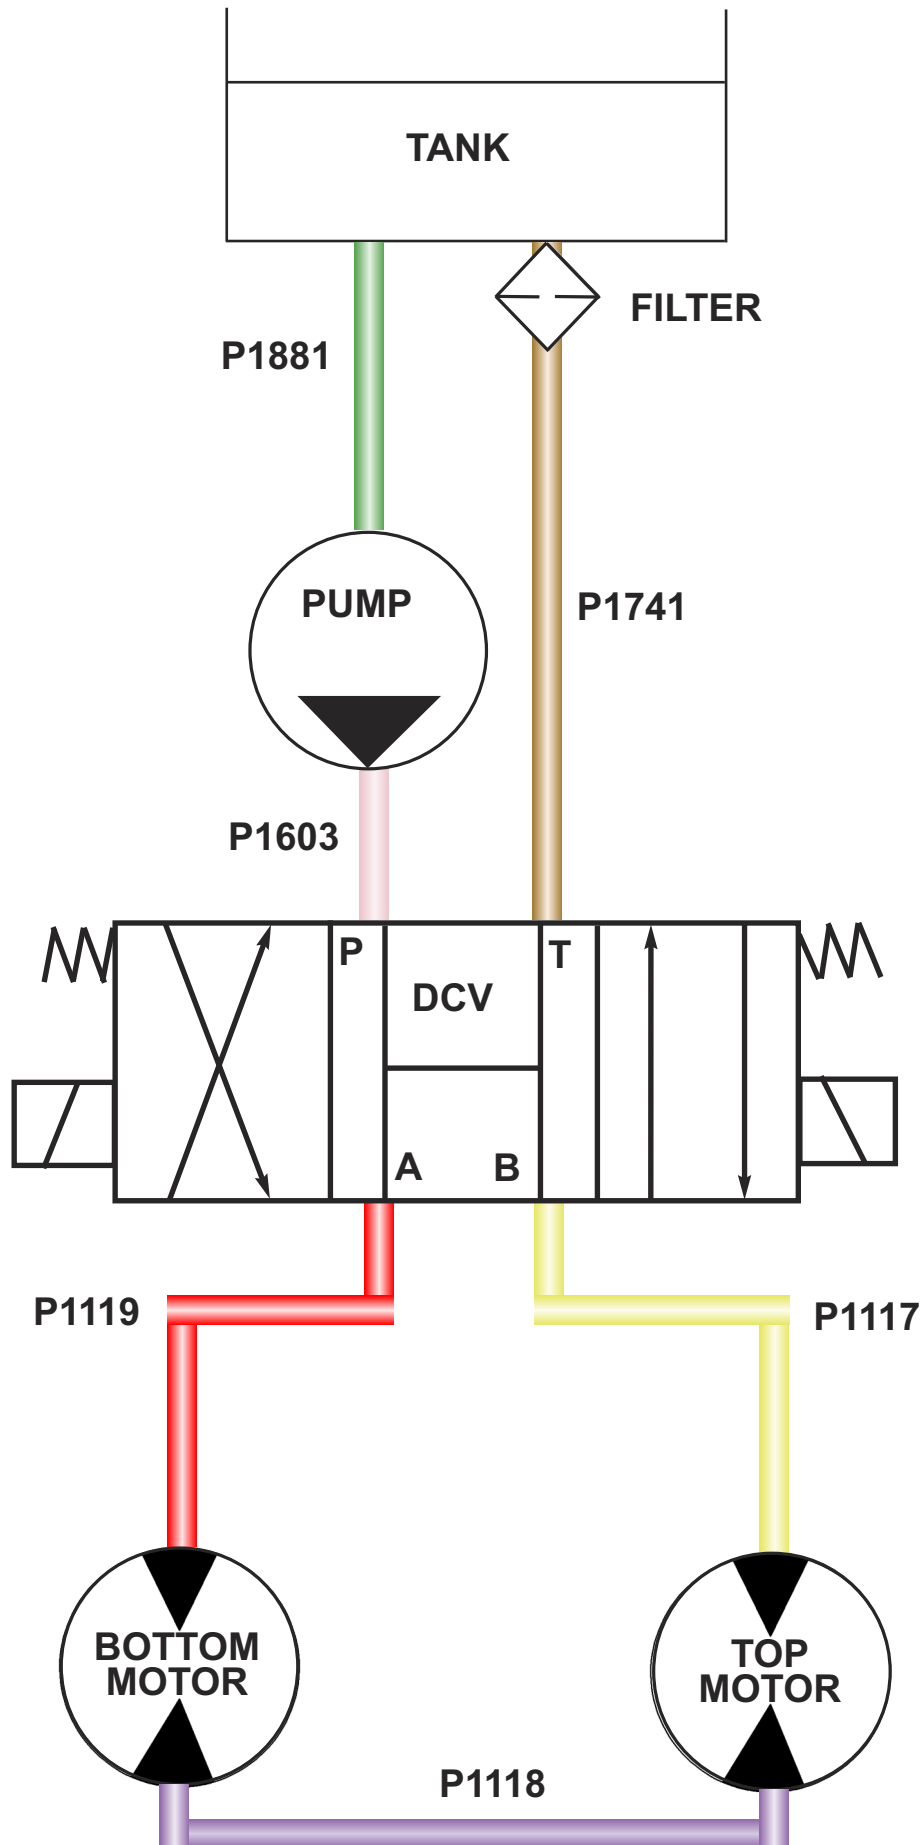 TANK
FILTER
P1881
PUMP
P1741
P1603
P
T
DCV
A
B
P1119
P1117
BOTTOM
MOTOR
TOP
MOTOR
P1118